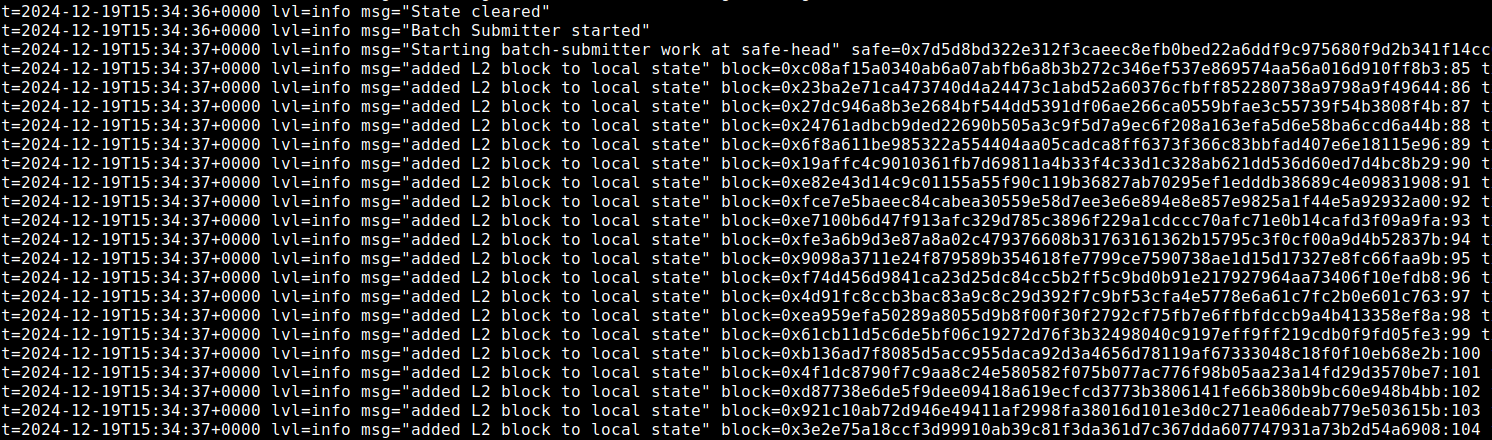 t=2024-12-19T15:34:36+0000 lvl=info msg="State cleared"
t=2024-12-19T15:34:36+0000 lvl=info msg="Batch Submitter started"
t=2024-12-19T15:34:37+0000 lvl=info msg="Starting batch-submitter work at safe-head" safe=0x7d5d8bd322e312f3caeec8efb0bed22a6ddf9c975680f9d2b341f14cc
t=2024-12-19T15:34:37+0000 lvl=info msg="added L2 block to local state" block=0xc08af15a0340ab6a07abfb6a8b3b272c346ef537e869574aa56a016d910ff8b3:85 t
t=2024-12-19T15:34:37+0000 lvl=info msg="added L2 block to local state" block=0x23ba2e71ca473740d4a24473c1abd52a60376cfbff852280738a9798a9f49644:86 t
t=2024-12-19T15:34:37+0000 lvl=info msg="added L2 block to local state" block=0x27dc946a8b3e2684bf544dd5391df06ae266ca0559bfae3c55739f54b3808f4b:87 t
t=2024-12-19T15:34:37+0000 lvl=info msg="added L2 block to local state" block=0x24761adbcb9ded22690b505a3c9f5d7a9ec6f208a163efa5d6e58ba6ccd6a44b:88 t
t=2024-12-19T15:34:37+0000 lvl=info msg="added L2 block to local state" block=0x6f8a611be985322a554404aa05cadca8ff6373f366c83bbfad407e6e18115e96:89 t
t=2024-12-19T15:34:37+0000 lvl=info msg="added L2 block to local state" block=0x19affc4c9010361fb7d69811a4b33f4c33d1c328ab621dd536d60ed7d4bc8b29:90 t
t=2024-12-19T15:34:37+0000 lvl=info msg="added L2 block to local state" block=0xe82e43d14c9c01155a55f90c119b36827ab70295ef1edddb38689c4e09831908:91 t
t=2024-12-19T15:34:37+0000 lvl=info msg="added L2 block to local state" block=0xfce7e5baeec84cabea30559e58d7ee3e6e894e8e857e9825a1f44e5a92932a00:92 t
t=2024-12-19T15:34:37+0000 lvl=info msg="added L2 block to local state" block=0xe7100b6d47f913afc329d785c3896f229a1cdccc70afc71e0b14cafd3f09a9fa:93 t
t=2024-12-19T15:34:37+0000 lvl=info msg="added L2 block to local state" block=0xfe3a6b9d3e87a8a02c479376608b31763161362b15795c3f0cf00a9d4b52837b:94 t
t=2024-12-19T15:34:37+0000 lvl=info msg="added L2 block to local state" block=0x9098a3711e24f879589b354618fe7799ce7590738ae1d15d17327e8fc66faa9b:95 t
t=2024-12-19T15:34:37+0000 lvl=info msg="added L2 block to local state" block=0xf74d456d9841ca23d25dc84cc5b2ff5c9bd0b91e217927964aa73406f10efdb8:96 t
t=2024-12-19T15:34:37+0000 lvl=info msg="added L2 block to local state" block=0x4d91fc8ccb3bac83a9c8c29d392f7c9bf53cfa4e5778e6a61c7fc2b0e601c763:97 t
t=2024-12-19T15:34:37+0000 lvl=info msg="added L2 block to local state" block=0xea959efa50289a8055d9b8f00f30f2792cf75fb7e6ffbfdccb9a4b413358ef8a:98 t
t=2024-12-19T15:34:37+0000 lvl=info msg="added L2 block to local state" block=0x61cb11d5c6de5bf06c19272d76f3b32498040c9197eff9ff219cdb0f9fd05fe3:99 t
t=2024-12-19T15:34:37+0000 lvl=info msg="added L2 block to local state" block=0xb136ad7f8085d5acc955daca92d3a4656d78119af67333048c18f0f10eb68e2b:100
t=2024-12-19T15:34:37+0000 lvl=info msg="added L2 block to local state" block=0x4f1dc8790f7c9aa8c24e580582f075b077ac776f98b05aa23a14fd29d3570be7:101
t=2024-12-19T15:34:37+0000 lvl=info msg="added L2 block to local state" block=0xd87738e6de5f9dee09418a619ecfcd3773b3806141fe66b380b9bc60e948b4bb:102
t=2024-12-19T15:34:37+0000 lvl=info msg="added L2 block to local state" block=0x921c10ab72d946e49411af2998fa38016d101e3d0c271ea06deab779e503615b:103
t=2024-12-19T15:34:37+0000 lvl=info msg="added L2 block to local state" block=0x3e2e75a18ccf3d99910ab39c81f3da361d7c367dda607747931a73b2d54a6908:104